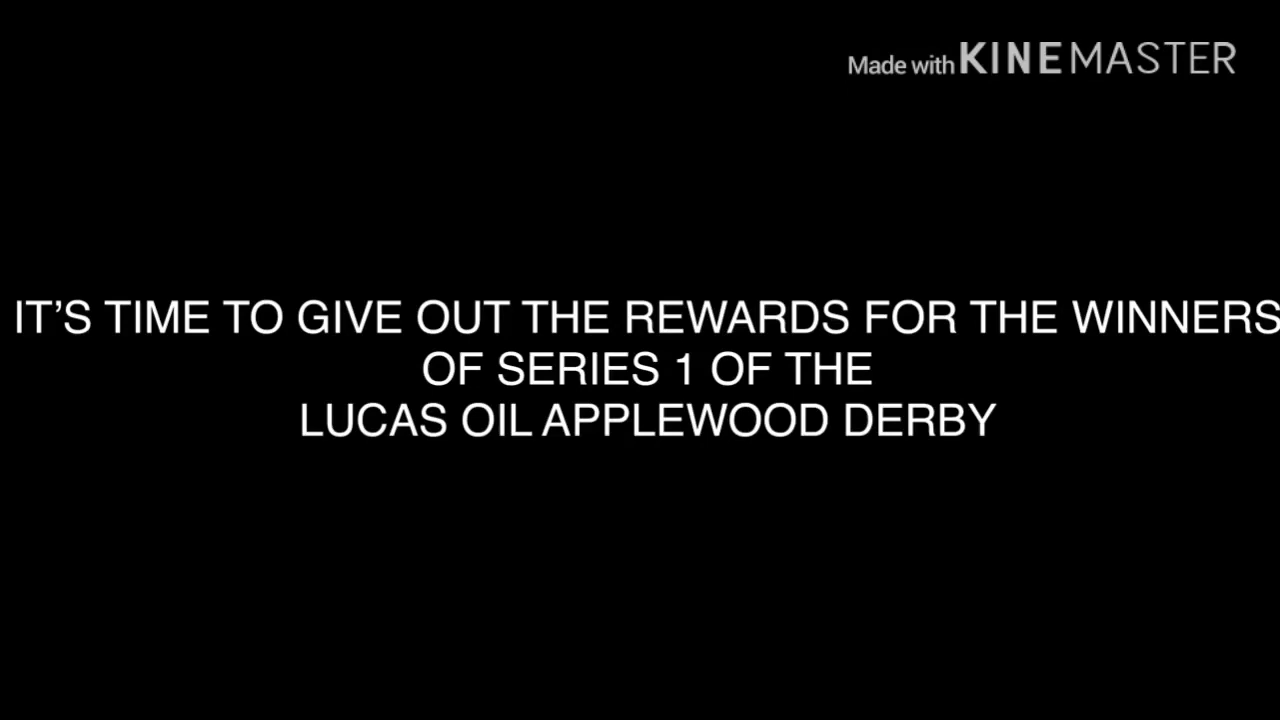 Made with KINEMASTER
IT’S TIME TO GIVE OUT THE REWARDS FOR THE WINNERS
OF SERIES 1 OF THE
LUCAS OIL APPLEWOOD DERBY